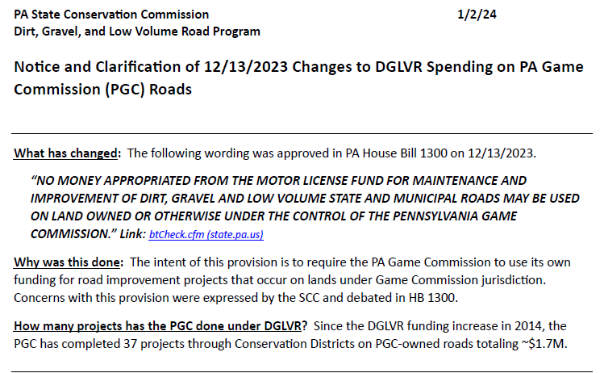 PA State Conservation Commission 1/2/24
Dirt, Gravel, and Low Volume Road Program
Notice and Clarification of 12/13/2023 Changes to DGLVR Spending on PA Game
Commission (PGC) Roads
What has changed: The following wording was approved in PA House Bill 1300 on 12/13/2023.
“NO MONEY APPROPRIATED FROM THE MOTOR LICENSE FUND FOR MAINTENANCE AND
IMPROVEMENT OF DIRT, GRAVEL AND LOW VOLUME STATE AND MUNICIPAL ROADS MAY BE USED
ON LAND OWNED OR OTHERWISE UNDER THE CONTROL OF THE PENNSYLVANIA GAME
COMMISSION.” Link: btCheck.cfm (state.pa.us)
Why was this done: The intent of this provision is to require the PA Game Commission to use its own
funding for road improvement projects that occur on lands under Game Commission jurisdiction.
Concerns with this provision were expressed by the SCC and debated in HB 1300.
How many projects has the PGC done under DGLVR? Since the DGLVR funding increase in 2014, the
PGC has completed 37 projects through Conservation Districts on PGC-owned roads totaling ~$1.7M.